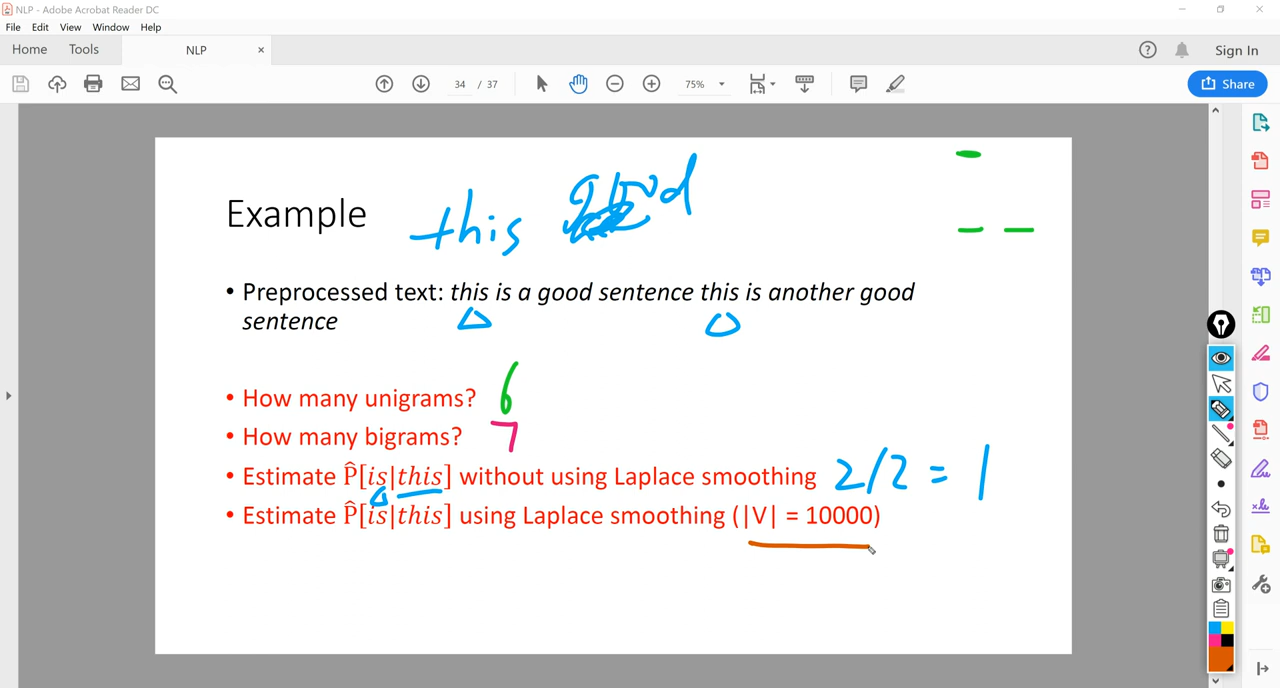 NLP - Adobe Acrobat Reader DC
File Edit View Window Help
Home Tools NLP × Sign In
34 / 37 75% Share
this good
Example
• Preprocessed text: this is a good sentence this is another good
sentence
• How many unigrams? 6
• How many bigrams? 7
• Estimate P̂[is|this] without using Laplace smoothing 2/2 = 1
• Estimate P̂[is|this] using Laplace smoothing (|V| = 10000)